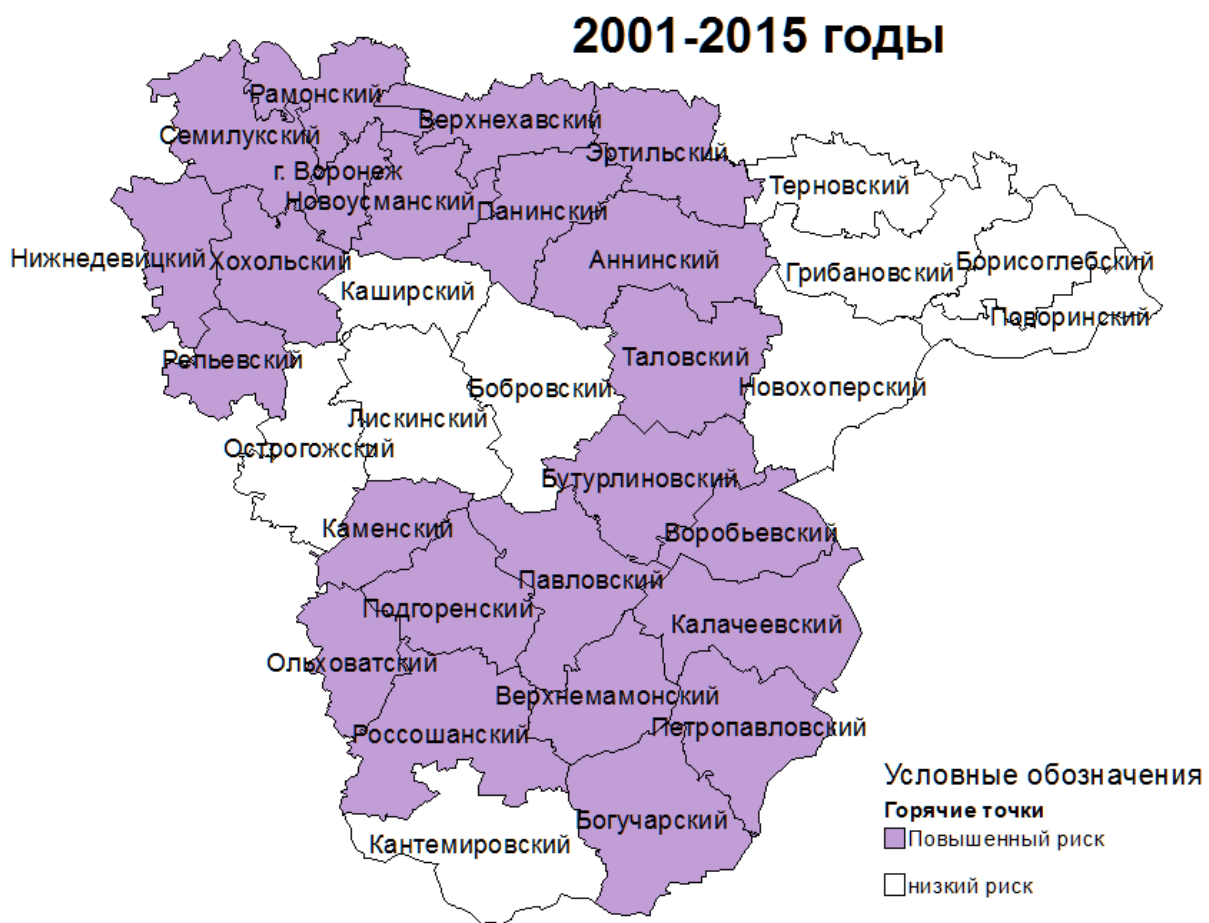 2001-2015 годы
Рамонский
Верхнехавский
Семилукский
Эртильский
г. Воронеж
Терновский
Новоусманский
Панинский
Нижнедевицкий
Хохольский
Аннинский
Грибановский
Борисоглебский
Каширский
Поворинский
Репьевский
Таловский
Бобровский
Новохоперский
Лискинский
Острогожский
Бутурлиновский
Каменский
Воробьевский
Павловский
Подгоренский
Калачеевский
Ольховатский
Верхнемамонский
Россошанский
Петропавловский
Богучарский
Кантемировский
Условные обозначения
Горячие точки
Повышенный риск
низкий риск